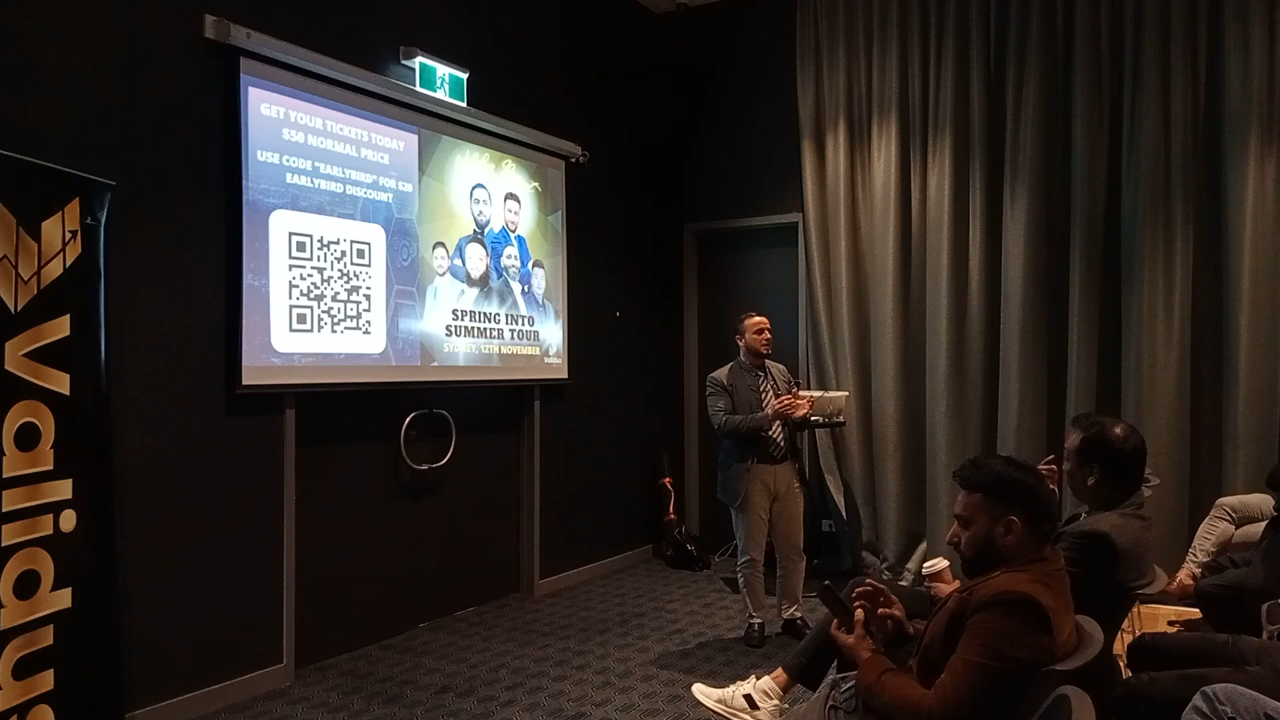 GET YOUR TICKETS TODAY
$50 NORMAL PRICE
USE CODE "EARLYBIRD" FOR $20
EARLYBIRD DISCOUNT
SPRING INTO
SUMMER TOUR
SYDNEY, 12TH NOVEMBER
Validus